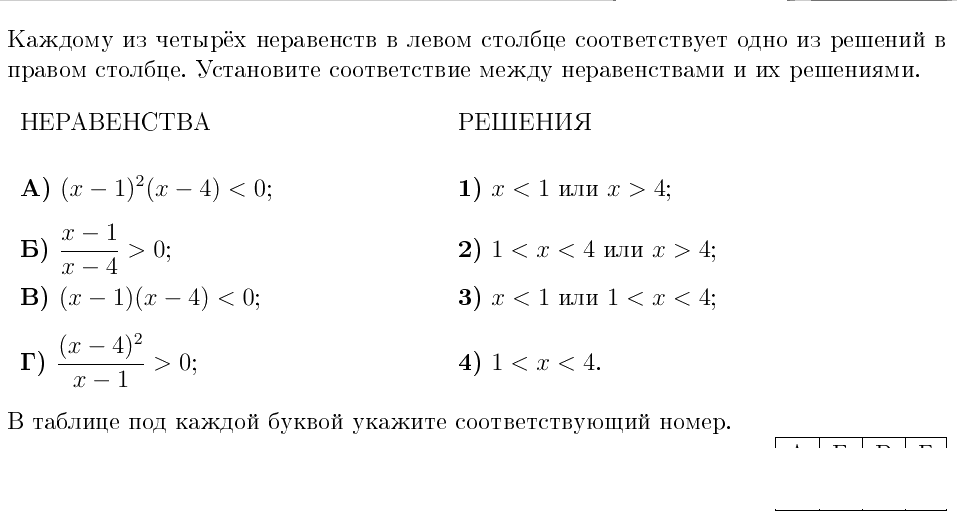 Каждому из четырёх неравенств в левом столбце соответствует одно из решений в
правом столбце. Установите соответствие между неравенствами и их решениями.
НЕРАВЕНСТВА РЕШЕНИЯ
А) (x − 1)²(x − 4) < 0; 1) x < 1 или x > 4;
Б) (x − 1)/(x − 4) > 0; 2) 1 < x < 4 или x > 4;
В) (x − 1)(x − 4) < 0; 3) x < 1 или 1 < x < 4;
Г) (x − 4)²/(x − 1) > 0; 4) 1 < x < 4.
В таблице под каждой буквой укажите соответствующий номер.